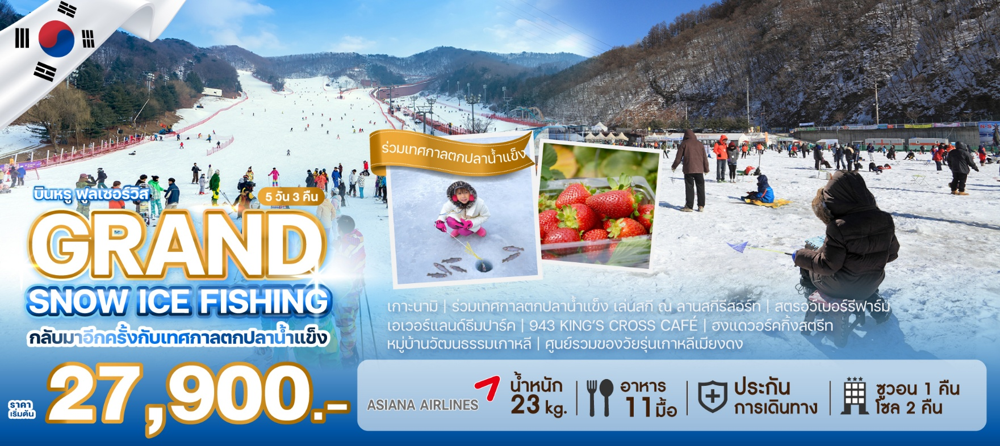 ร่วมเทศกาลตกปลาน้ำแข็ง
บินหรู ฟูลเซอร์วิส
5 วัน 3 คืน
GRAND
SNOW ICE FISHING
กลับมาอีกครั้งกับเทศกาลตกปลาน้ำแข็ง
ราคา
เริ่มต้น
27,900.-
เกาะนามิ | ร่วมเทศกาลตกปลาน้ำแข็ง เล่นสกี ณ ลานสกีรีสอร์ท | สตรอว์เบอร์รีฟาร์ม
เอเวอร์แลนด์ธีมปาร์ค | 943 KING'S CROSS CAFÉ | ฮงแดวอร์คกิ้งสตรีท
หมู่บ้านวัฒนธรรมเกาหลี | ศูนย์รวมของวัยรุ่นเกาหลีเมียงดง
ASIANA AIRLINES
น้ำหนัก
23 kg.
อาหาร
11 มื้อ
ประกัน
การเดินทาง
ซูวอน 1 คืน
โซล 2 คืน